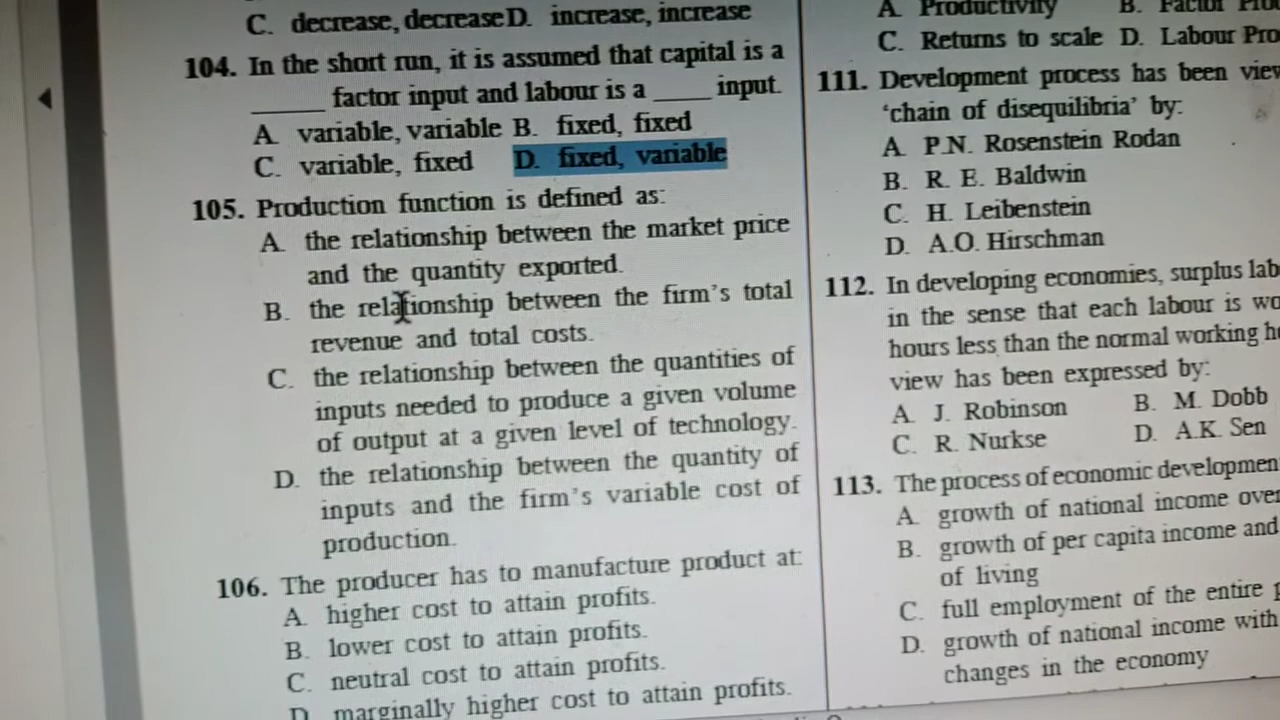 C. decrease, decrease D. increase, increase
104. In the short run, it is assumed that capital is a
______ factor input and labour is a ____ input.
A. variable, variable B. fixed, fixed
C. variable, fixed D. fixed, variable
105. Production function is defined as:
A. the relationship between the market price
and the quantity exported.
B. the relationship between the firm's total
revenue and total costs.
C. the relationship between the quantities of
inputs needed to produce a given volume
of output at a given level of technology.
D. the relationship between the quantity of
inputs and the firm's variable cost of
production.
106. The producer has to manufacture product at:
A. higher cost to attain profits.
B. lower cost to attain profits.
C. neutral cost to attain profits.
D. marginally higher cost to attain profits.
A. Productivity B.
C. Returns to scale D. Labour
111. Development process has been
'chain of disequilibria' by:
A. P.N. Rosenstein Rodan
B. R. E. Baldwin
C. H. Leibenstein
D. A.O. Hirschman
112. In developing economies, surplus
in the sense that each labour is
hours less than the normal working
view has been expressed by:
A. J. Robinson B. M. Dobb
C. R. Nurkse D. A.K. Sen
113. The process of economic
A. growth of national income
B. growth of per capita income and
of living
C. full employment of the entire
D. growth of national income with
changes in the economy